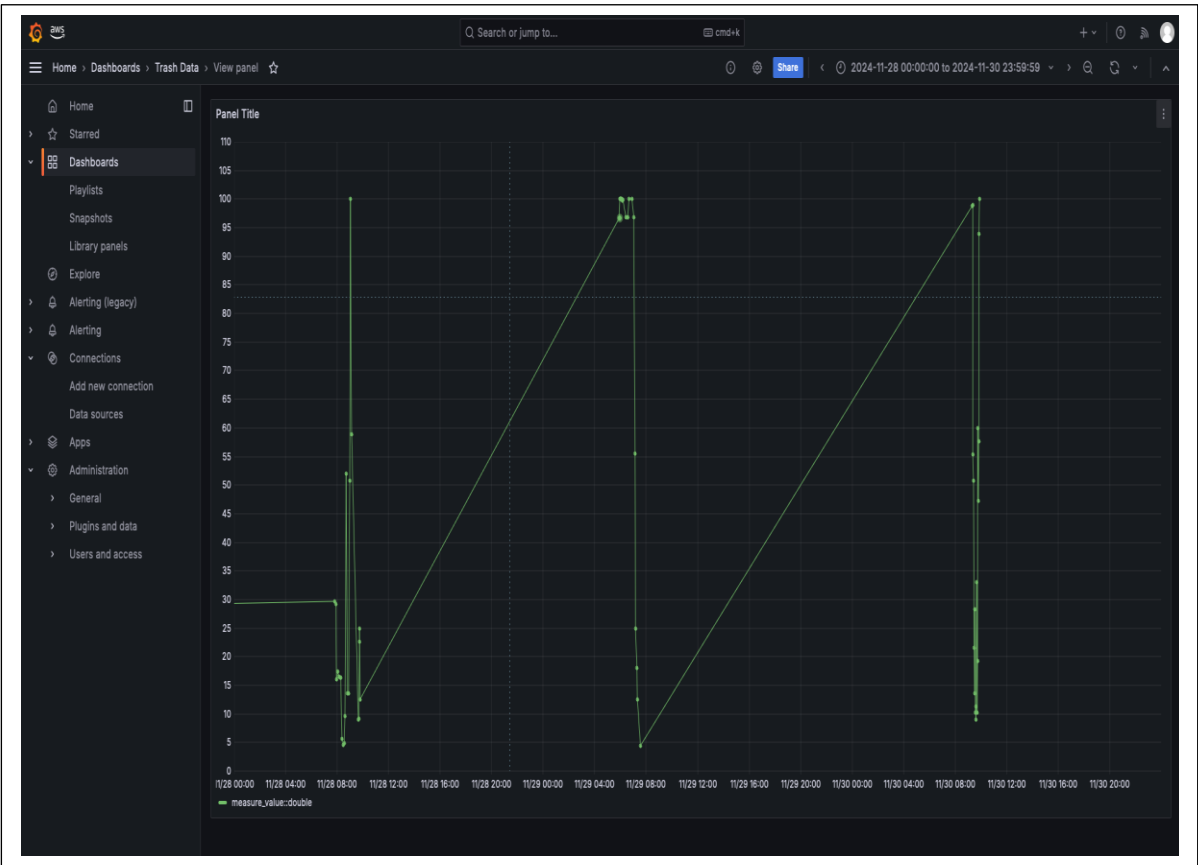 aws
Search or jump to...
cmd+k
Home › Dashboards › Trash Data › View panel
Share
2024-11-28 00:00:00 to 2024-11-30 23:59:59
Home
Starred
Dashboards
Playlists
Snapshots
Library panels
Explore
Alerting (legacy)
Alerting
Connections
Add new connection
Data sources
Apps
Administration
General
Plugins and data
Users and access
Panel Title
110
105
100
95
90
85
80
75
70
65
60
55
50
45
40
35
30
25
20
15
10
5
0
1/28 00:00 11/28 04:00 11/28 08:00 11/28 12:00 11/28 16:00 11/28 20:00 11/29 00:00 11/29 04:00 11/29 08:00 11/29 12:00 11/29 16:00 11/29 20:00 11/30 00:00 11/30 04:00 11/30 08:00 11/30 12:00 11/30 16:00 11/30 20:00
measure_value::double